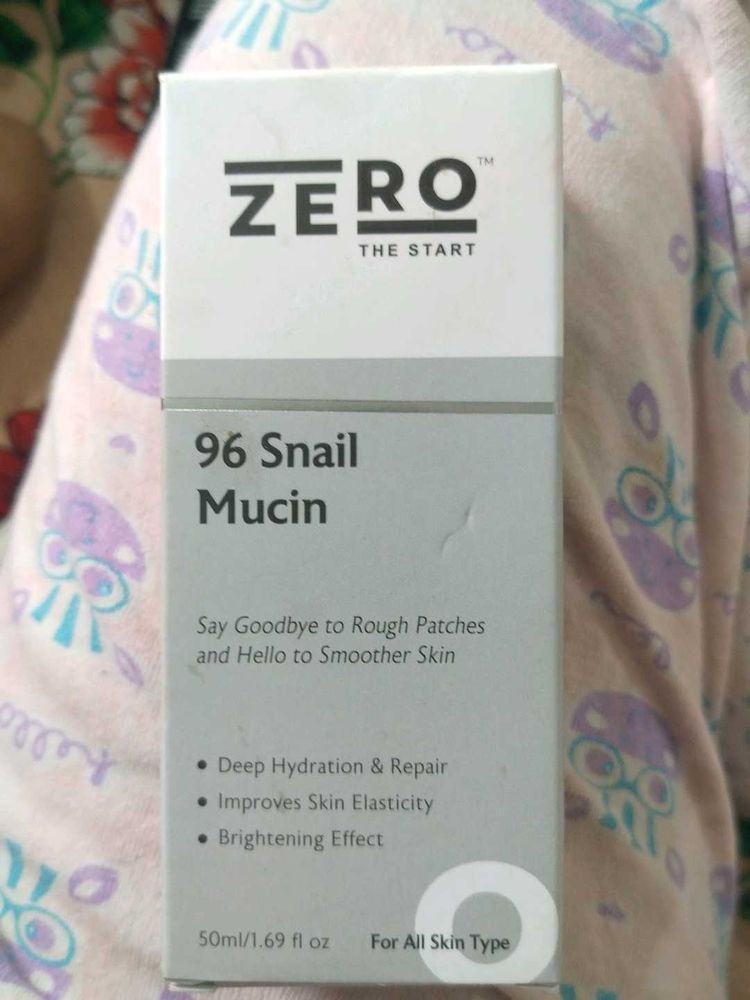 ZERO™
THE START
96 Snail
Mucin
Say Goodbye to Rough Patches
and Hello to Smoother Skin
• Deep Hydration & Repair
• Improves Skin Elasticity
• Brightening Effect
50ml/1.69 fl oz For All Skin Type
hello